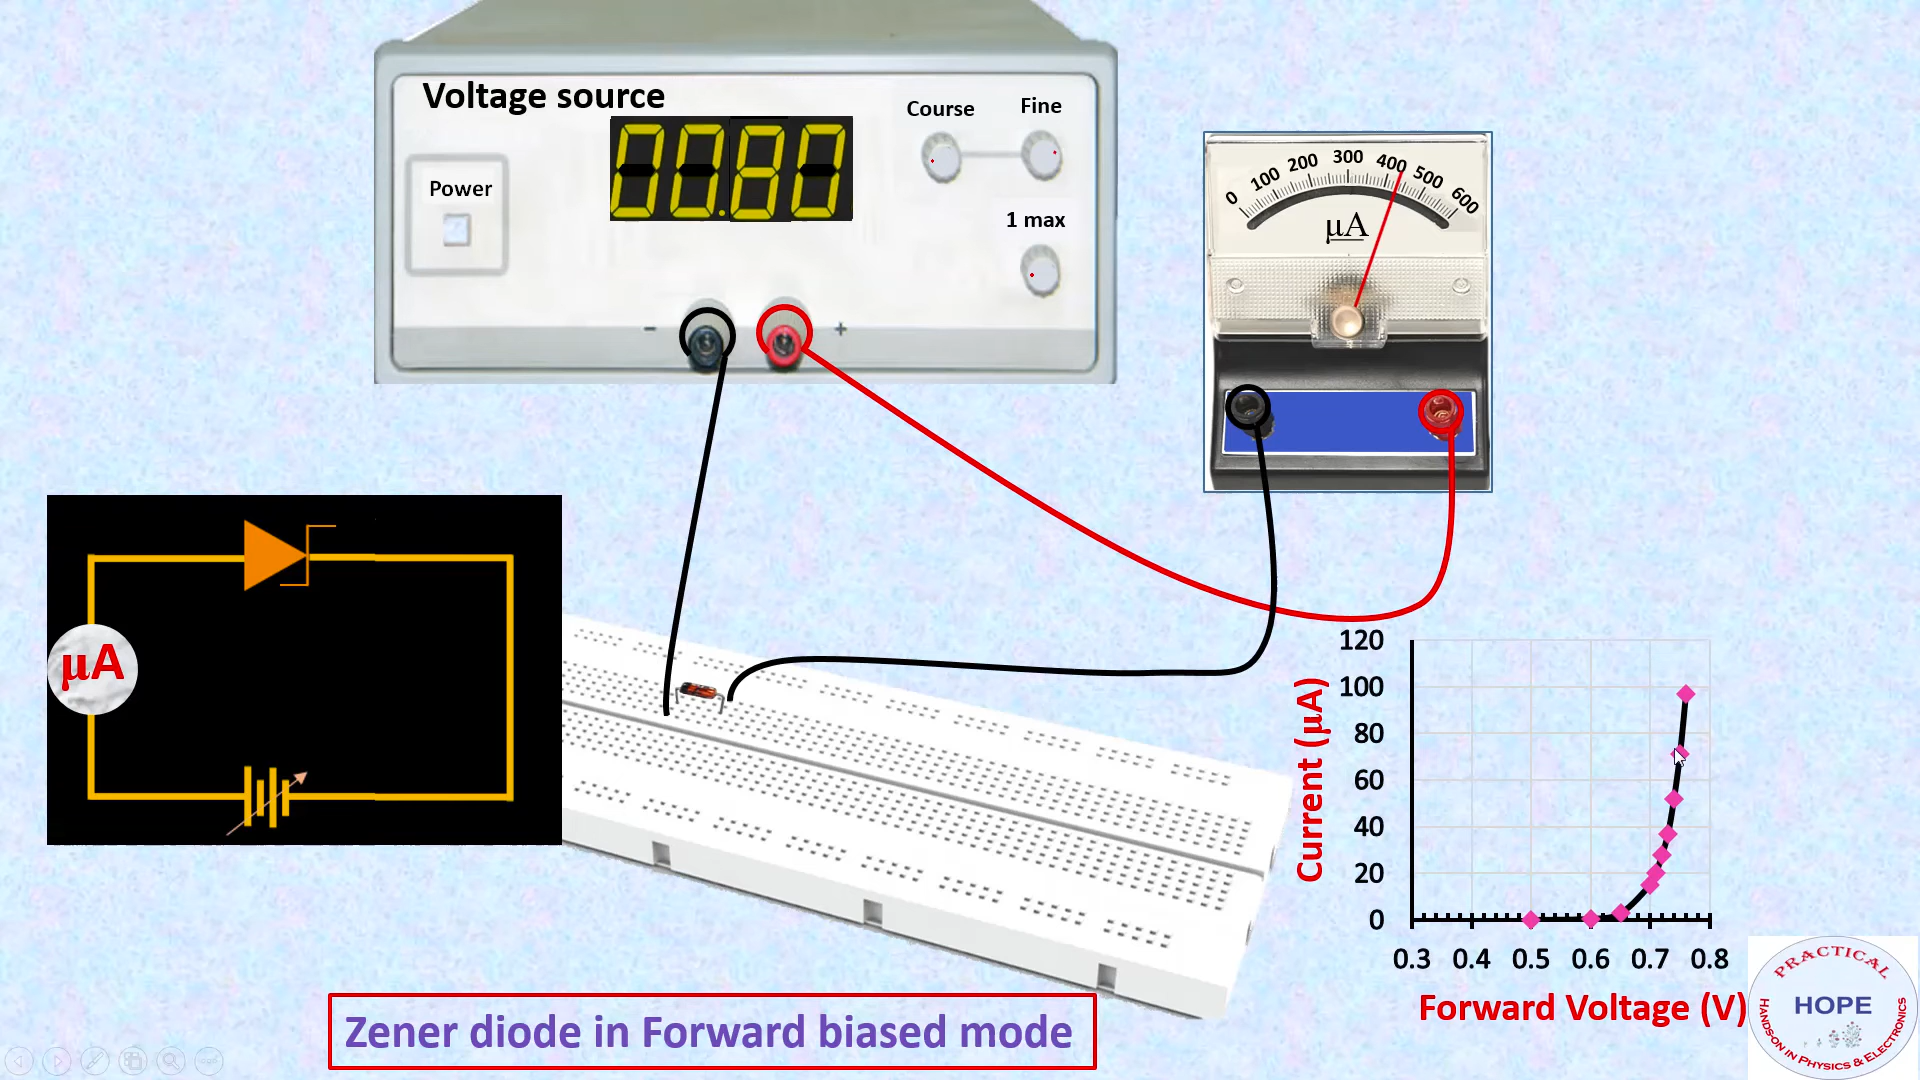 Voltage source
Course
Fine
00.80
Power
1 max
-
+
0 100 200 300 400 500 600
µA
µA
120
100
80
60
40
20
0
0.3 0.4 0.5 0.6 0.7 0.8
Current (µA)
Forward Voltage (V)
Zener diode in Forward biased mode
PRACTICAL
HOPE
HANDSON IN PHYSICS & ELECTRONICS